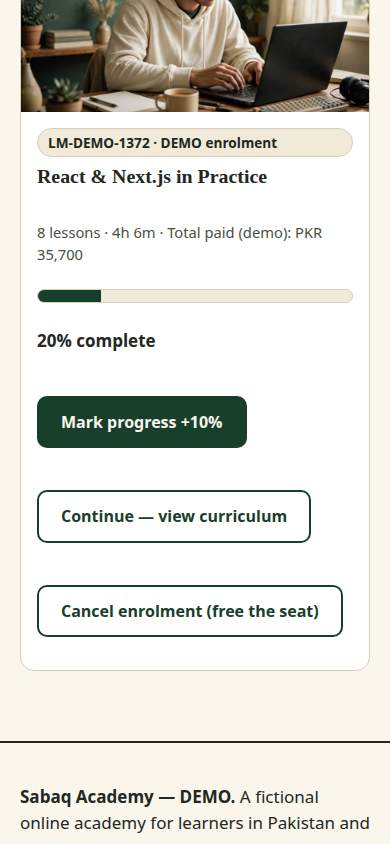 LM-DEMO-1372 · DEMO enrolment
React & Next.js in Practice
8 lessons · 4h 6m · Total paid (demo): PKR
35,700
20% complete
Mark progress +10%
Continue — view curriculum
Cancel enrolment (free the seat)
Sabaq Academy — DEMO. A fictional
online academy for learners in Pakistan and